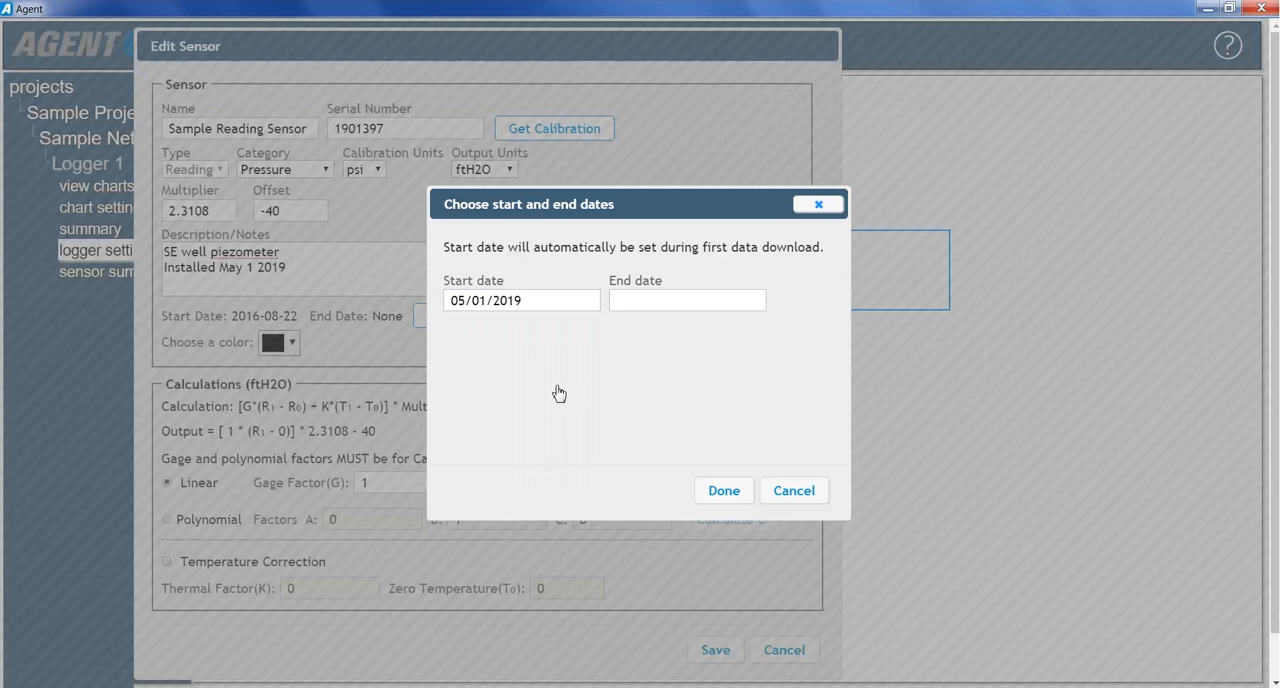 Agent
AGENT
Edit Sensor
projects
Sample Proje
Sample Net
Logger 1
view charts
chart settin
summary
logger setti
sensor sum
Sensor
Name Serial Number
Sample Reading Sensor 1901397 Get Calibration
Type Category Calibration Units Output Units
Reading Pressure psi ftH2O
Multiplier Offset
2.3108 -40
Description/Notes
SE well piezometer
Installed May 1 2019
Start Date: 2016-08-22 End Date: None
Choose a color:
Calculations (ftH2O)
Calculation: [G*(R1 - R0) + K*(T1 - T0)] * Mult
Output = [ 1 * (R1 - 0)] * 2.3108 - 40
Gage and polynomial factors MUST be for Ca
Linear Gage Factor(G): 1
Polynomial Factors A: 0
Temperature Correction
Thermal Factor(K): 0 Zero Temperature(T0): 0
Save Cancel
Choose start and end dates
Start date will automatically be set during first data download.
Start date End date
05/01/2019
Done Cancel